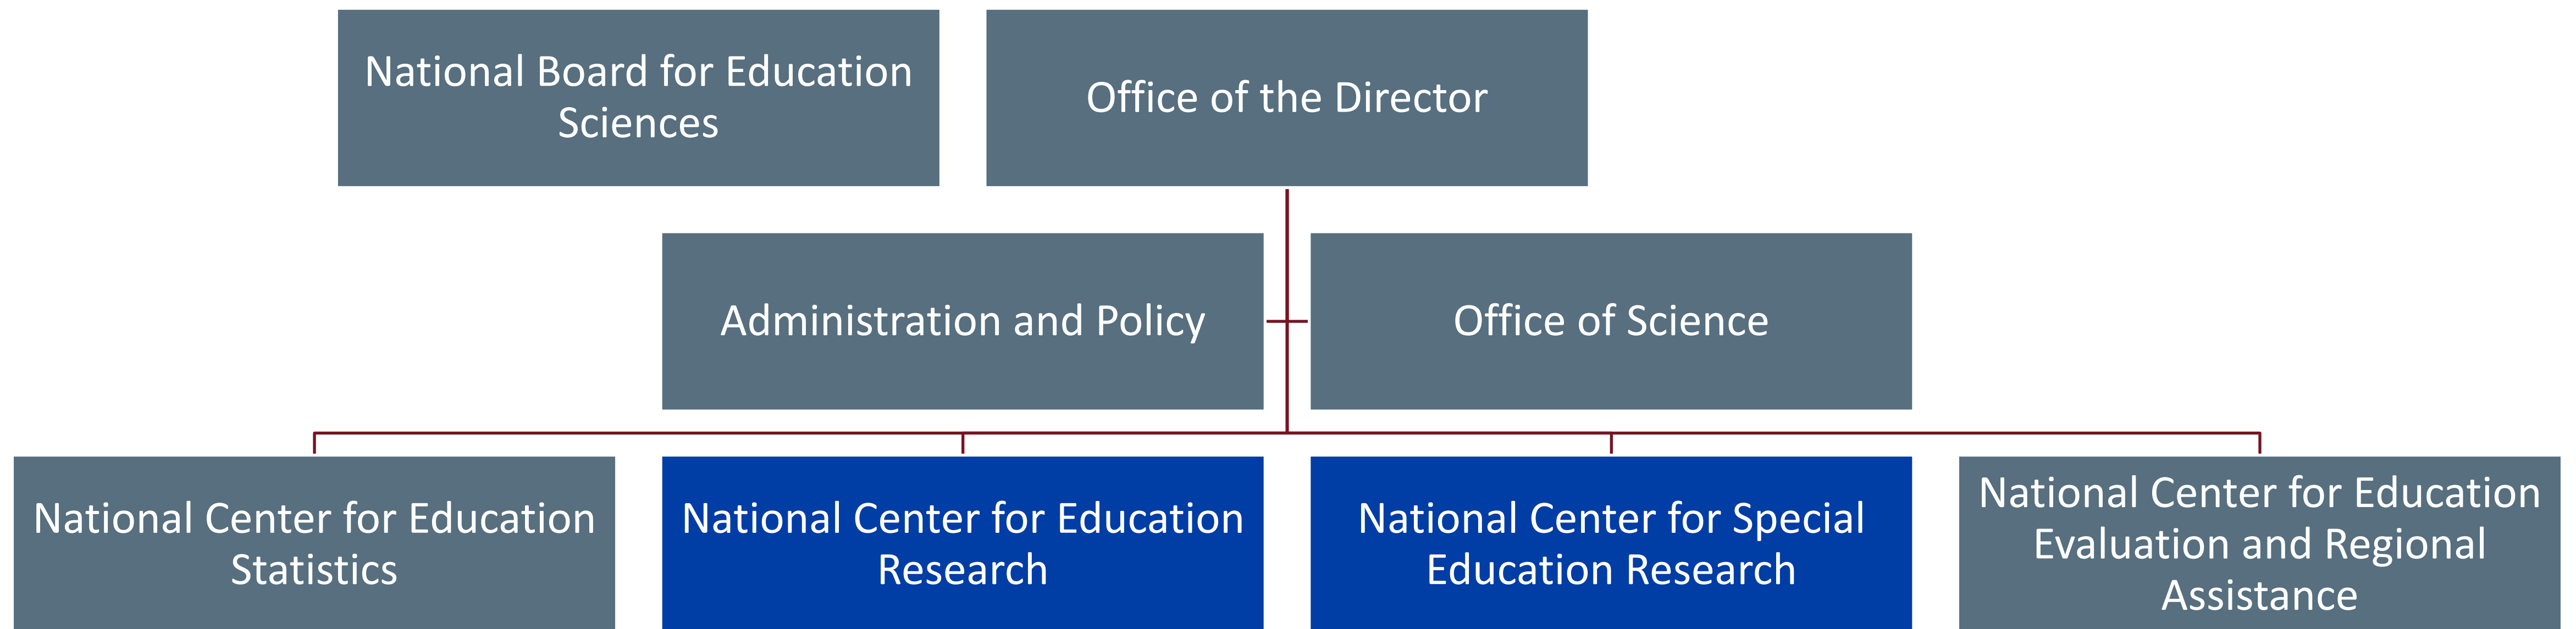 National Board for Education
Sciences
Office of the Director
Administration and Policy
Office of Science
National Center for Education
Statistics
National Center for Education
Research
National Center for Special
Education Research
National Center for Education
Evaluation and Regional
Assistance